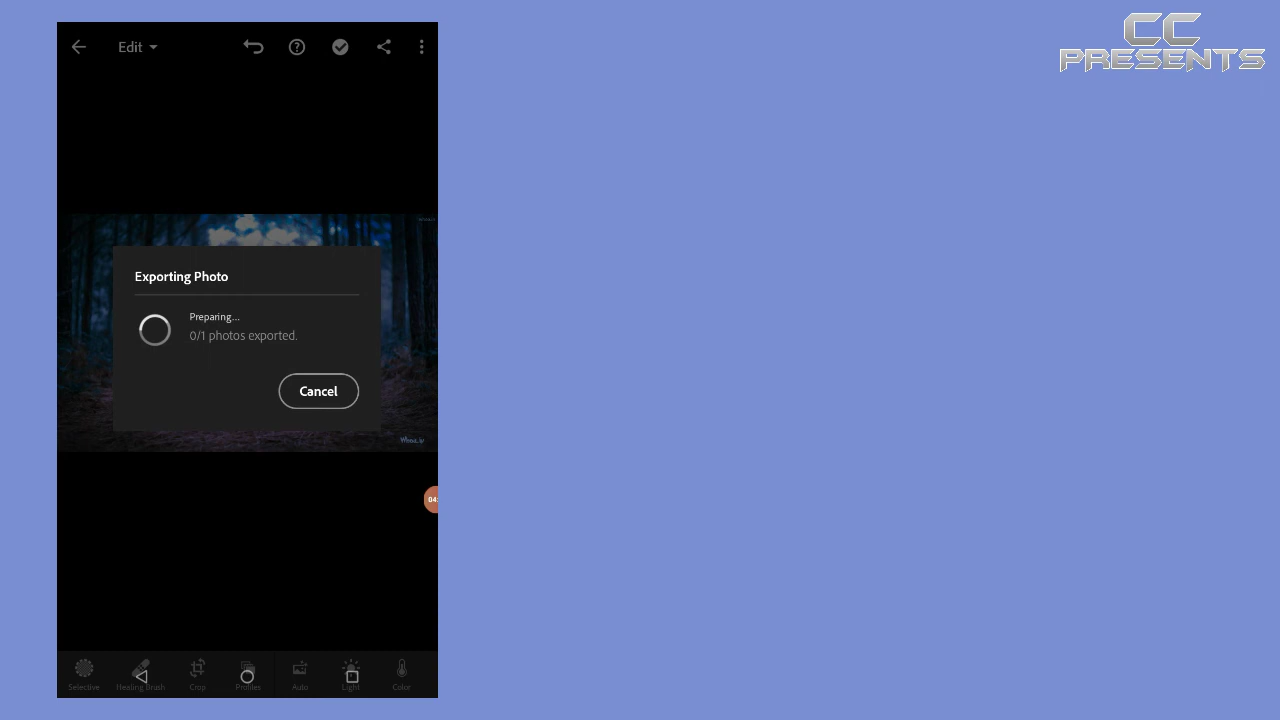 CC
PRESENTS
Edit
Exporting Photo
Preparing...
0/1 photos exported.
Cancel
04:
Selective
Healing Brush
Crop
Profiles
Auto
Light
Color